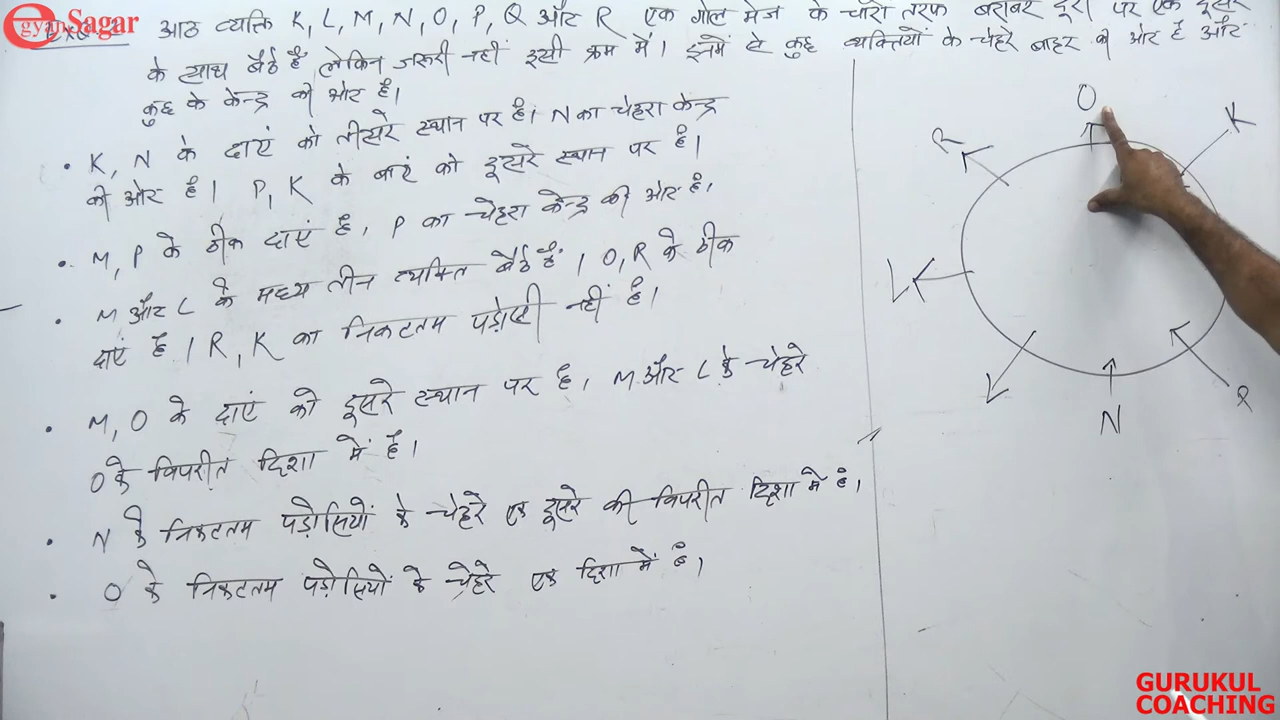 egyan Sagar
आठ व्यक्ति K, L, M, N, O, P, Q और R एक गोल मेज के चारों तरफ बराबर दूरी पर एक दूसरे
के साथ बैठे हैं लेकिन जरूरी नहीं इसी क्रम में। इनमें से कुछ व्यक्तियों के चेहरे बाहर की ओर हैं और
कुछ के केन्द्र की ओर है।
• K, N के दाएं को तीसरे स्थान पर है। N का चेहरा केन्द्र
की ओर है। P, K के बाएं को दूसरे स्थान पर है।
• M, P के ठीक दाएं है, P का चेहरा केन्द्र की ओर है।
• M और L के मध्य तीन व्यक्ति बैठे हैं, O, R के ठीक
दाएं है। R, K का निकटतम पड़ोसी नहीं है।
• M, O के दाएं को दूसरे स्थान पर है, M और L के चेहरे
O के विपरीत दिशा में है।
• N के निकटतम पड़ोसियों के चेहरे एक दूसरे की विपरीत दिशा में है।
• O के निकटतम पड़ोसियों के चेहरे एक दिशा में है।
O
K
R
N
GURUKUL
COACHING